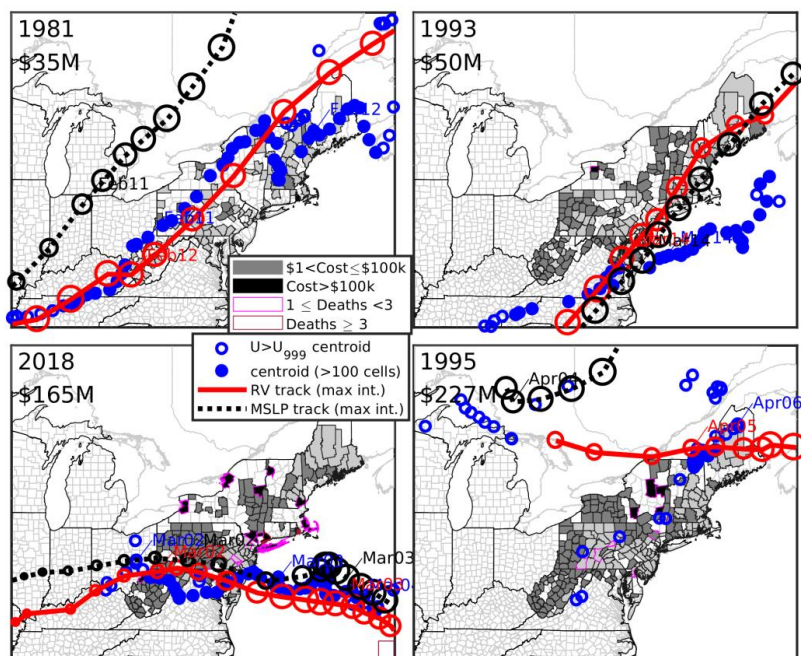 1981
$35M
Feb12
Feb11
Feb11
Feb12
1993
$50M
Mar14
$1<Cost≤$100k
Cost>$100k
1 ≤ Deaths <3
Deaths ≥ 3
U>U999 centroid
centroid (>100 cells)
RV track (max int.)
MSLP track (max int.)
2018
$165M
Mar02
Mar02
Mar02
Mar03
1995
$227M
Apr04
Apr06
Apr05